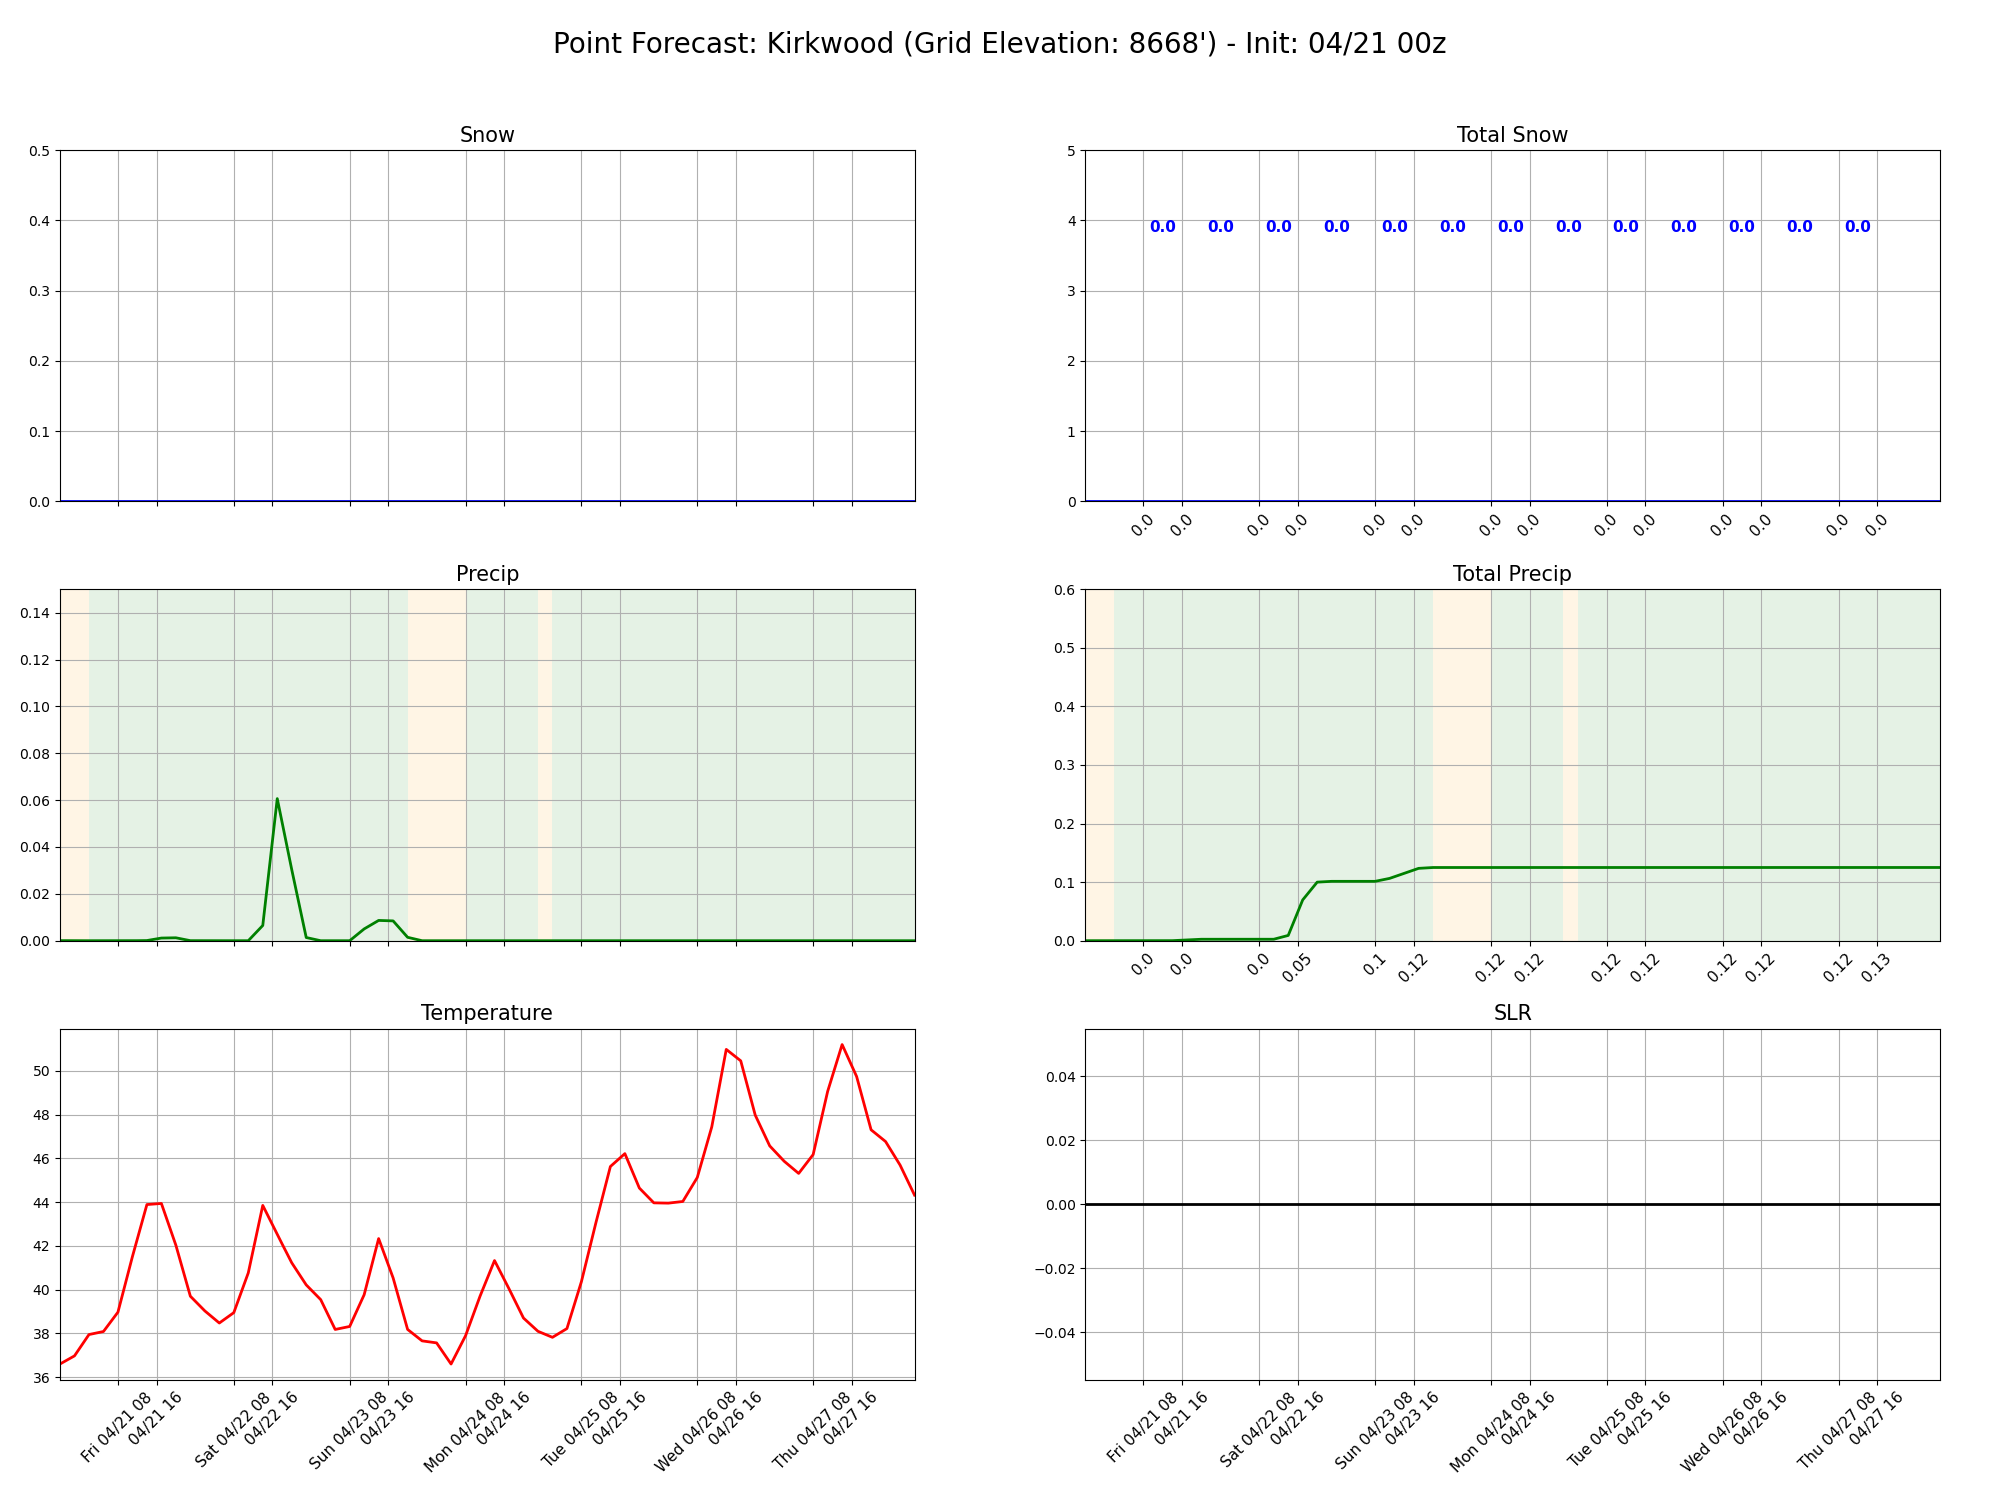 Point Forecast: Kirkwood (Grid Elevation: 8668') - Init: 04/21 00z
Snow
0.5
0.4
0.3
0.2
0.1
0.0
Total Snow
5
4
3
2
1
0
0.0 0.0 0.0 0.0 0.0 0.0 0.0 0.0 0.0 0.0 0.0 0.0 0.0
0.0 0.0 0.0 0.0 0.0 0.0 0.0 0.0 0.0 0.0 0.0 0.0 0.0 0.0
Precip
0.14
0.12
0.10
0.08
0.06
0.04
0.02
0.00
Total Precip
0.6
0.5
0.4
0.3
0.2
0.1
0.0
0.0 0.0 0.0 0.05 0.1 0.12 0.12 0.12 0.12 0.12 0.12 0.12 0.12 0.13
Temperature
50
48
46
44
42
40
38
36
Fri 04/21 08
04/21 16
Sat 04/22 08
04/22 16
Sun 04/23 08
04/23 16
Mon 04/24 08
04/24 16
Tue 04/25 08
04/25 16
Wed 04/26 08
04/26 16
Thu 04/27 08
04/27 16
SLR
0.04
0.02
0.00
−0.02
−0.04
Fri 04/21 08
04/21 16
Sat 04/22 08
04/22 16
Sun 04/23 08
04/23 16
Mon 04/24 08
04/24 16
Tue 04/25 08
04/25 16
Wed 04/26 08
04/26 16
Thu 04/27 08
04/27 16